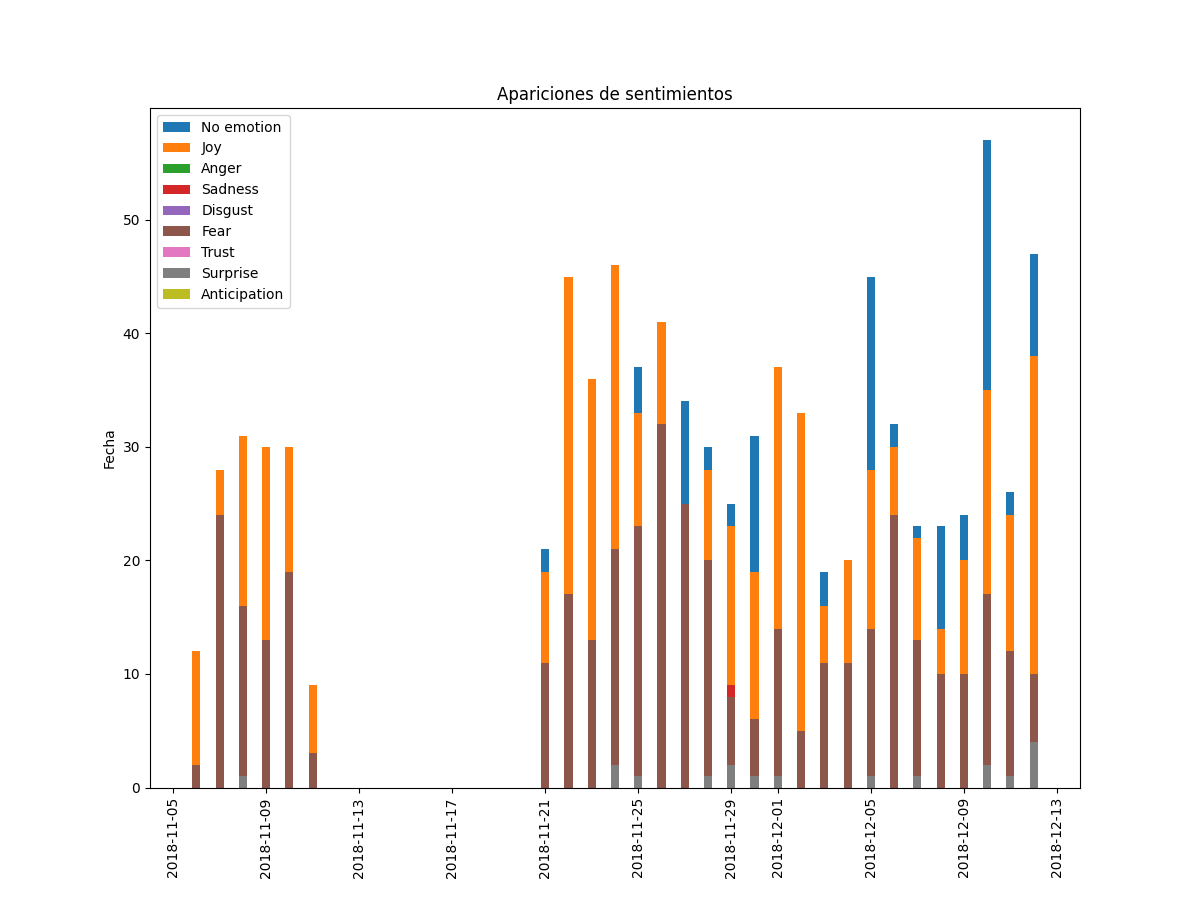 Apariciones de sentimientos
No emotion
Joy
Anger
Sadness
Disgust
Fear
Trust
Surprise
Anticipation
Fecha
50
40
30
20
10
0
2018-11-05
2018-11-09
2018-11-13
2018-11-17
2018-11-21
2018-11-25
2018-11-29
2018-12-01
2018-12-05
2018-12-09
2018-12-13